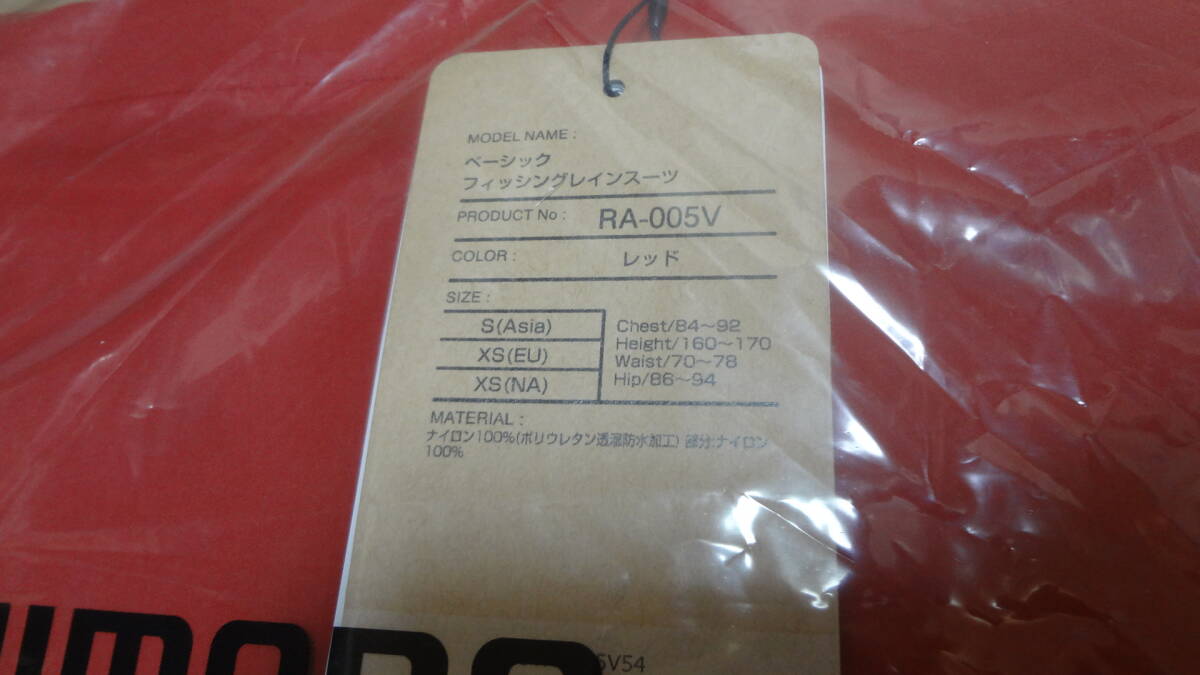 MODEL NAME :
ベーシック
フィッシングレインスーツ
PRODUCT No : RA-005V
COLOR : レッド
SIZE :
S(Asia)
XS(EU)
XS(NA)
Chest/84～92
Height/160～170
Waist/70～78
Hip/86～94
MATERIAL :
ナイロン100%(ポリウレタン透湿防水加工) 部分:ナイロン
100%
5V54